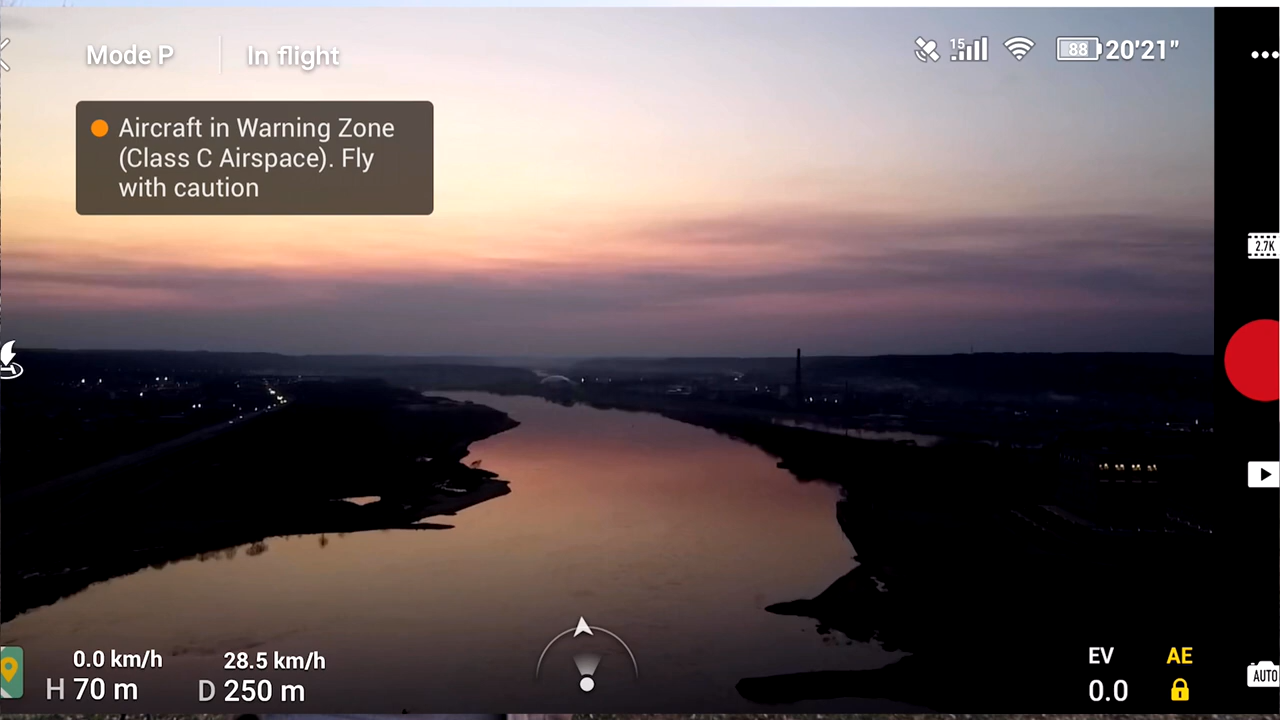 Mode P
In flight
15
88
20'21”
Aircraft in Warning Zone
(Class C Airspace). Fly
with caution
2.7K
0.0 km/h
28.5 km/h
H 70 m
D 250 m
EV
AE
0.0
AUTO